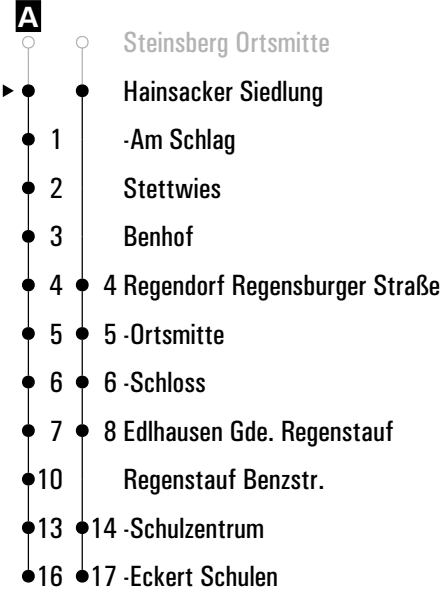 A
Steinsberg Ortsmitte
Hainsacker Siedlung
1 -Am Schlag
2 Stettwies
3 Benhof
4 4 Regendorf Regensburger Straße
5 5 -Ortsmitte
6 6 -Schloss
7 8 Edlhausen Gde. Regenstauf
10 Regenstauf Benzstr.
13 14 -Schulzentrum
16 17 -Eckert Schulen